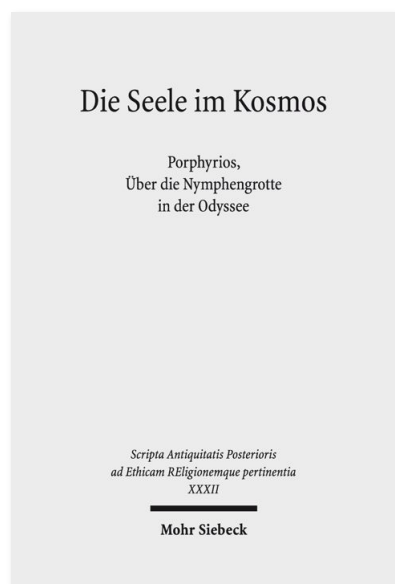 Die Seele im Kosmos
Porphyrios,
Über die Nymphengrotte
in der Odyssee
Scripta Antiquitatis Posterioris
ad Ethicam REligionemque pertinentia
XXXII
Mohr Siebeck